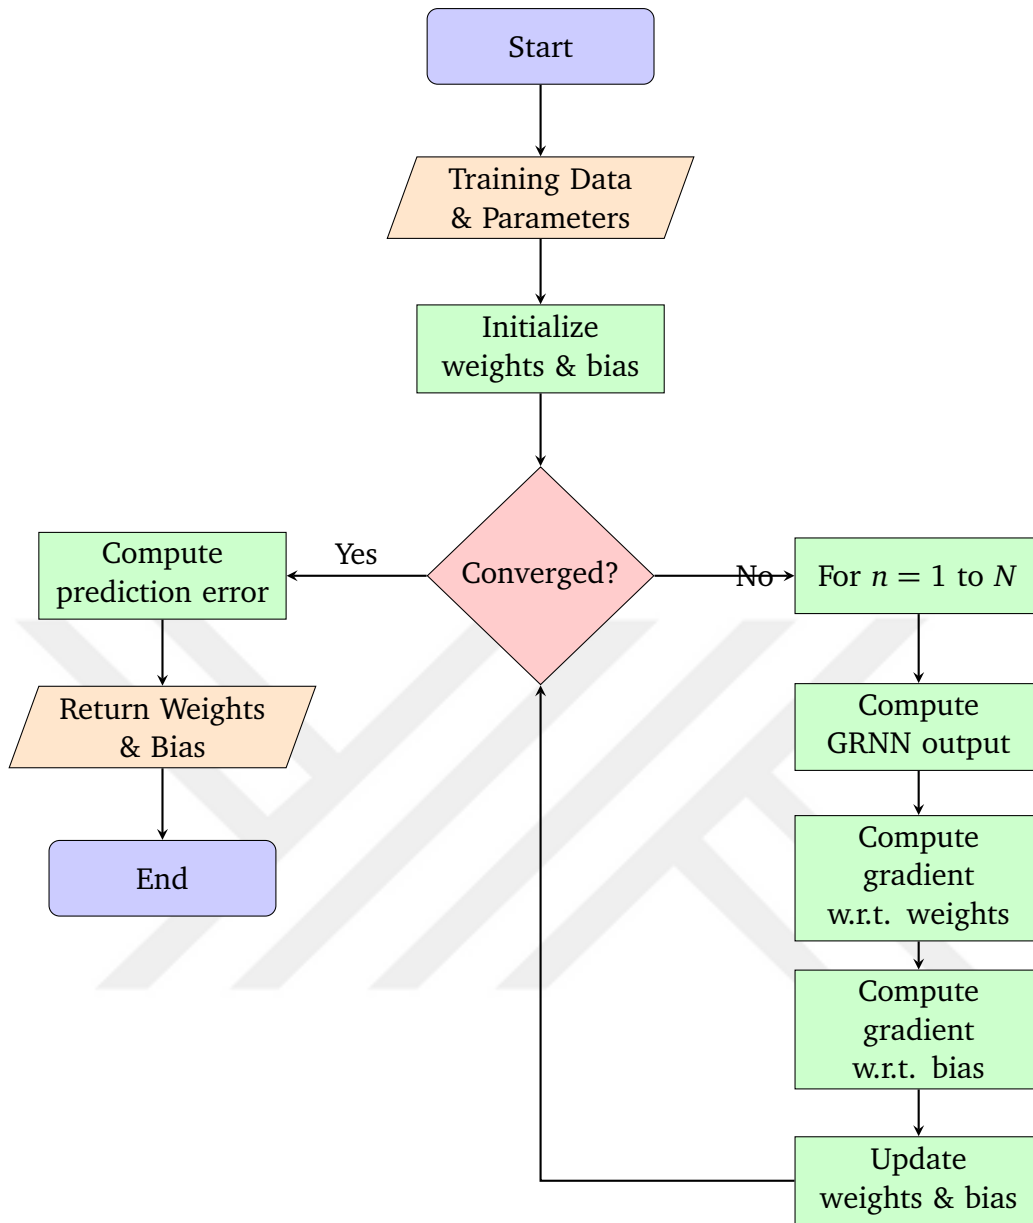 Start
Training Data
& Parameters
Initialize
weights & bias
Converged?
Yes
No
Compute
prediction error
Return Weights
& Bias
End
For n = 1 to N
Compute
GRNN output
Compute
gradient
w.r.t. weights
Compute
gradient
w.r.t. bias
Update
weights & bias